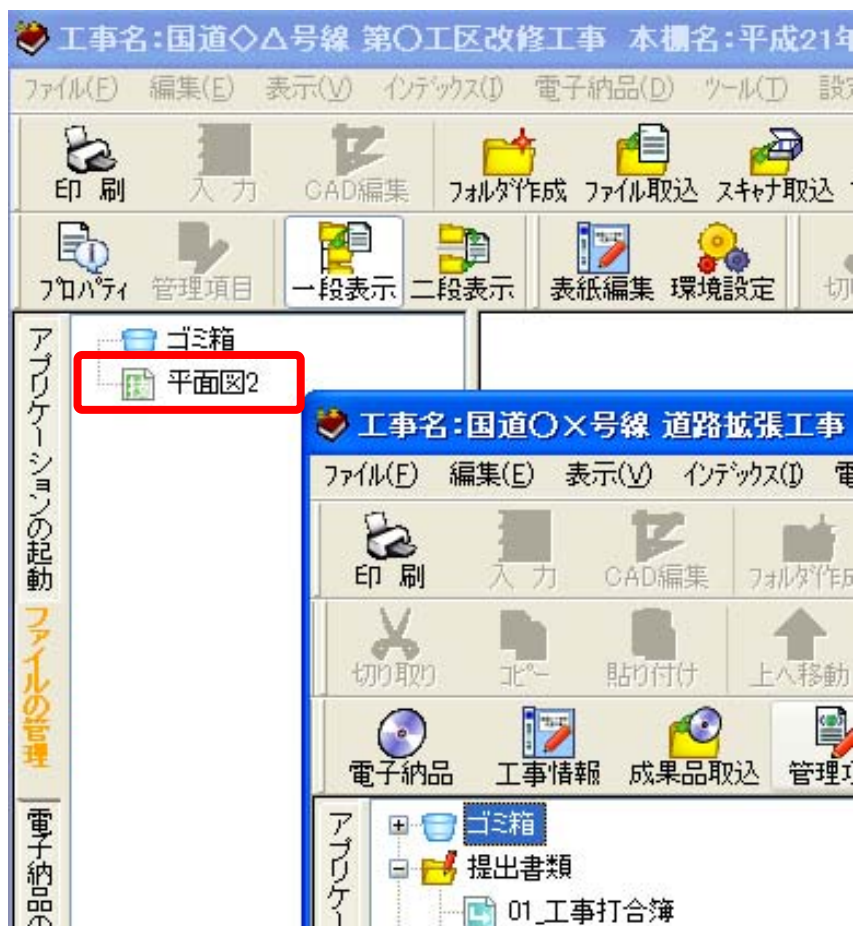 工事名:国道◇△号線 第〇工区改修工事 本棚名:平成21年
ファイル(F) 編集(E) 表示(V) インデックス(I) 電子納品(D) ツール(T) 設定
印 刷 入 力 CAD編集 フォルダ作成 ファイル取込 スキャナ取込
プロパティ 管理項目 一段表示 二段表示 表紙編集 環境設定 切り
アプリケーションの起動
ファイルの管理
電子納品の
ゴミ箱
平面図2
工事名:国道〇×号線 道路拡張工事
ファイル(F) 編集(E) 表示(V) インデックス(I) 電
印 刷 入 力 CAD編集 フォルダ作成
切り取り コピー 貼り付け 上へ移動
電子納品 工事情報 成果品取込 管理項
アプリケー
ゴミ箱
提出書類
01_工事打合簿